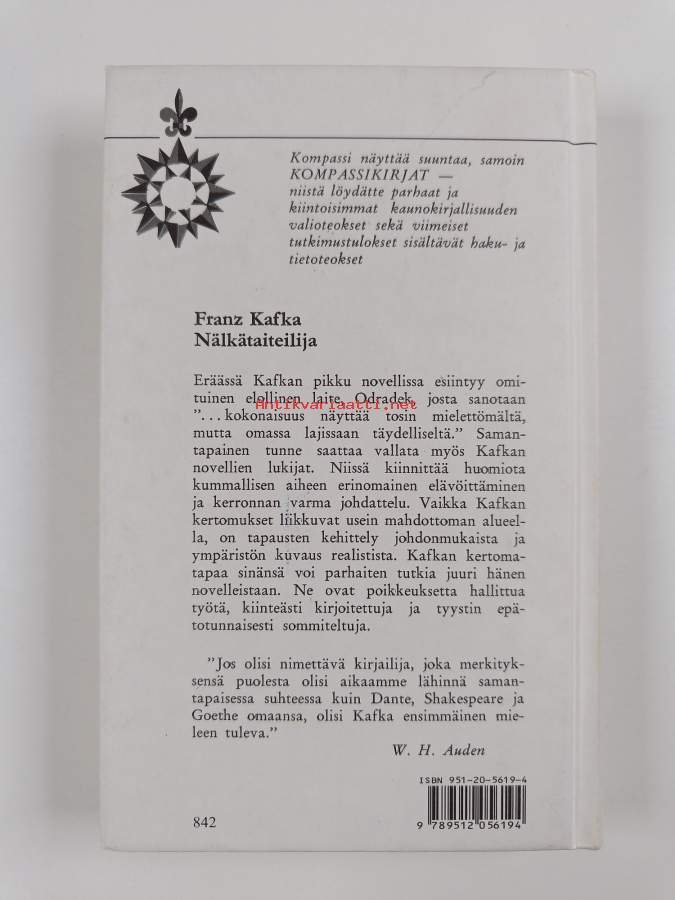 Kompassi näyttää suuntaa, samoin
KOMPASSIKIRJAT —
niistä löydätte parhaat ja
kiintoisimmat kaunokirjallisuuden
valioteokset sekä viimeiset
tutkimustulokset sisältävät haku- ja
tietoteokset
Franz Kafka
Nälkätaiteilija
Eräässä Kafkan pikku novellissa esiintyy omi-
tuinen elollinen laite, Odradek, josta sanotaan
Antikvariaatti.net
"...kokonaisuus näyttää tosin mielettömältä,
mutta omassa lajissaan täydelliseltä." Saman-
tapainen tunne saattaa vallata myös Kafkan
novellien lukijat. Niissä kiinnittää huomiota
kummallisen aiheen erinomainen elävöittäminen
ja kerronnan varma johdattelu. Vaikka Kafkan
kertomukset liikkuvat usein mahdottoman alueel-
la, on tapausten kehittely johdonmukaista ja
ympäristön kuvaus realistista. Kafkan kertoma-
tapaa sinänsä voi parhaiten tutkia juuri hänen
novelleistaan. Ne ovat poikkeuksetta hallittua
työtä, kiinteästi kirjoitettuja ja tyystin epä-
totunnaisesti sommiteltuja.
"Jos olisi nimettävä kirjailija, joka merkityk-
sensä puolesta olisi aikaamme lähinnä saman-
tapaisessa suhteessa kuin Dante, Shakespeare ja
Goethe omaansa, olisi Kafka ensimmäinen mie-
leen tuleva."
W. H. Auden
ISBN 951-20-5619-4
9 789512 056194
842